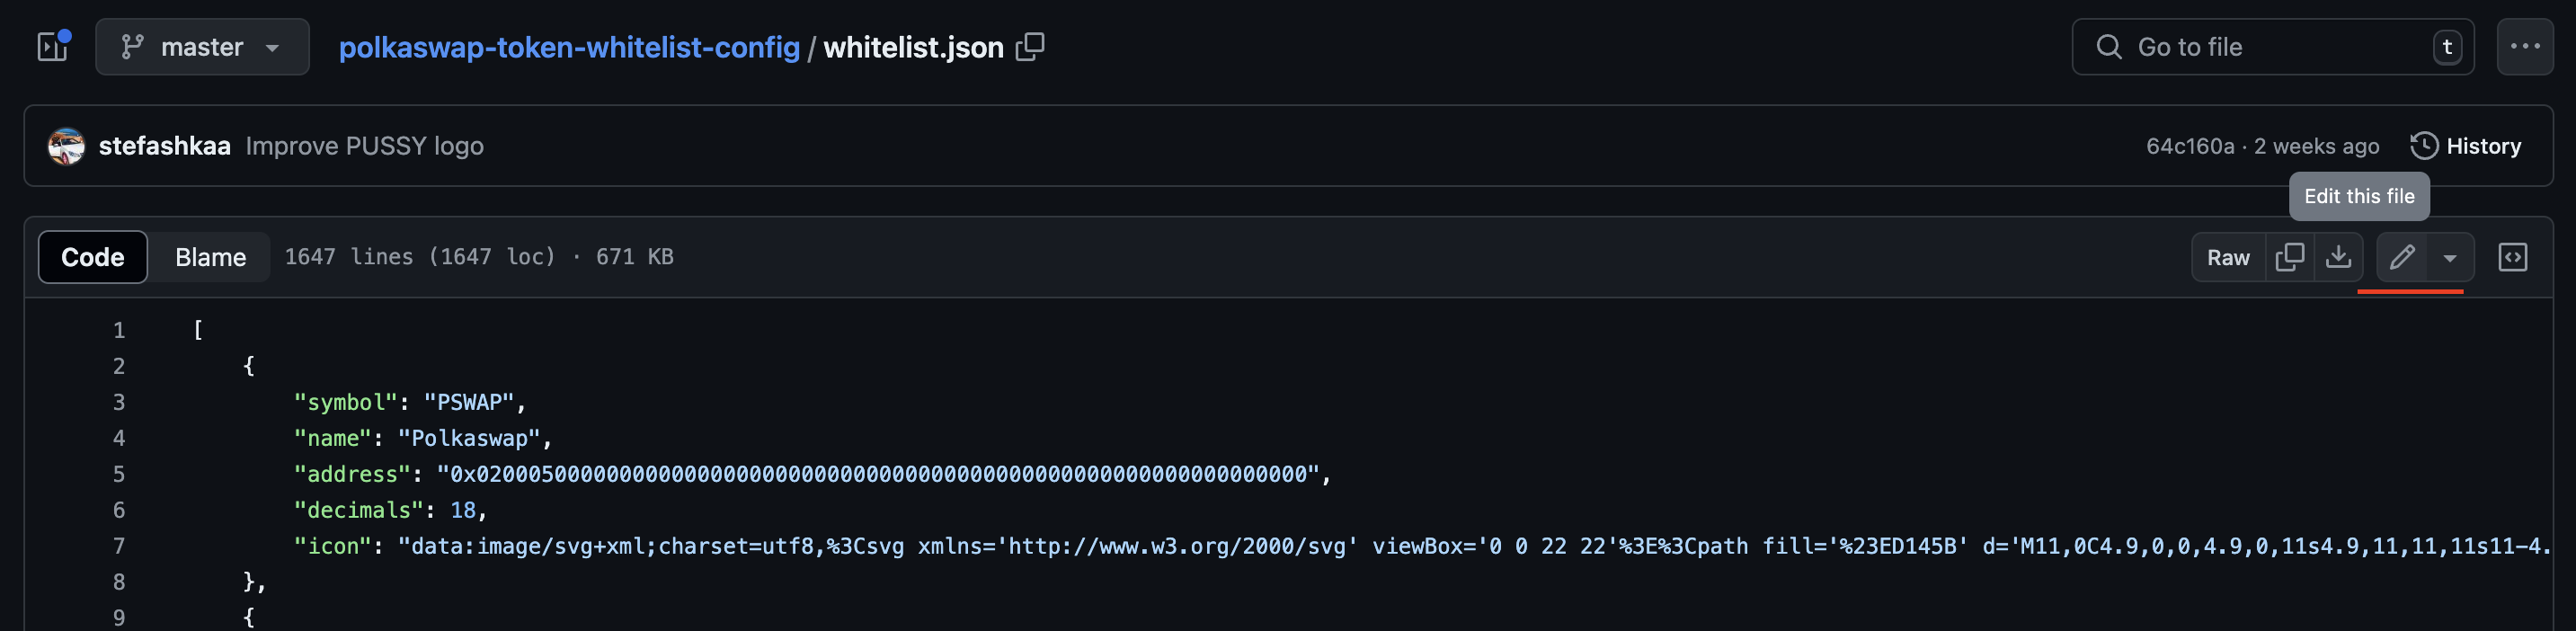 master
polkaswap-token-whitelist-config / whitelist.json
Go to file
t
stefashkaa Improve PUSSY logo
64c160a · 2 weeks ago
History
Edit this file
Code
Blame
1647 lines (1647 loc) · 671 KB
Raw
1 [
2 {
3 "symbol": "PSWAP",
4 "name": "Polkaswap",
5 "address": "0x0200050000000000000000000000000000000000000000000000000000000000",
6 "decimals": 18,
7 "icon": "data:image/svg+xml;charset=utf8,%3Csvg xmlns='http://www.w3.org/2000/svg' viewBox='0 0 22 22'%3E%3Cpath fill='%23ED145B' d='M11,0C4.9,0,0,4.9,0,11s4.9,11,11,11s11-4.
8 },
9 {